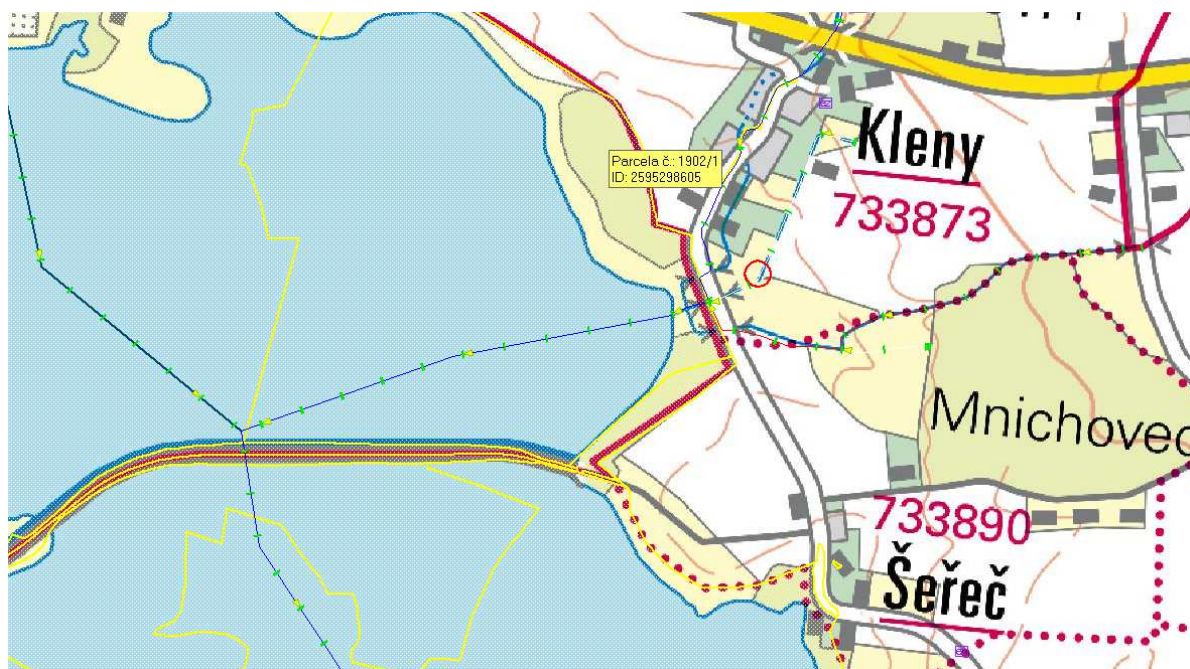 Parcela č.: 1902/1
ID: 2595298605
Kleny
733873
Mnichovec
733890
Šeřeč